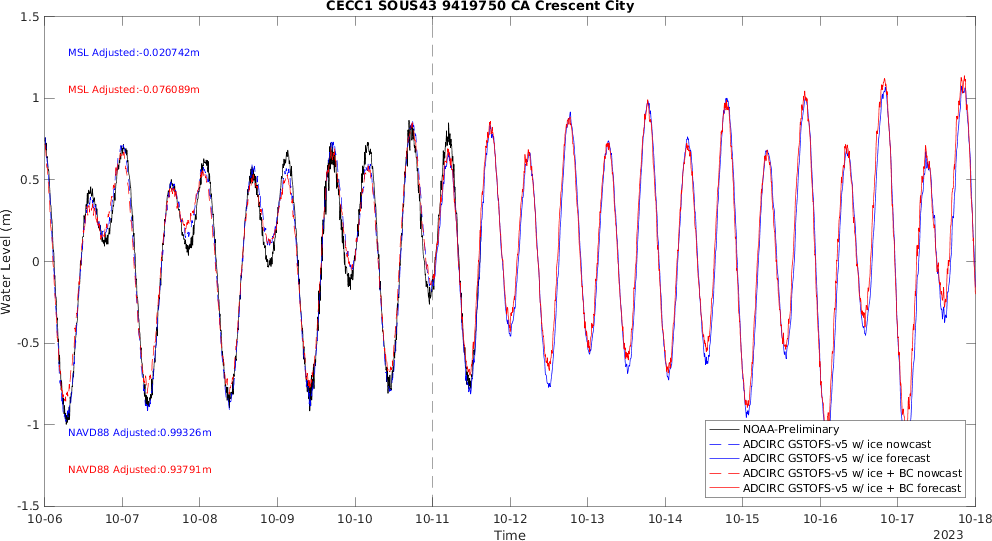 CECC1 SOUS43 9419750 CA Crescent City
1.5
1
0.5
0
-0.5
-1
-1.5
Water Level (m)
MSL Adjusted:-0.020742m
MSL Adjusted:-0.076089m
NAVD88 Adjusted:0.99326m
NAVD88 Adjusted:0.93791m
NOAA-Preliminary
ADCIRC GSTOFS-v5 w/ ice nowcast
ADCIRC GSTOFS-v5 w/ ice forecast
ADCIRC GSTOFS-v5 w/ ice + BC nowcast
ADCIRC GSTOFS-v5 w/ ice + BC forecast
10-06 10-07 10-08 10-09 10-10 10-11 10-12 10-13 10-14 10-15 10-16 10-17 10-18
Time
2023